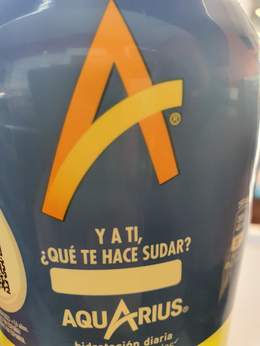 A®
Y A TI,
¿QUÉ TE HACE SUDAR?
AQUARIUS®
hidratación diaria